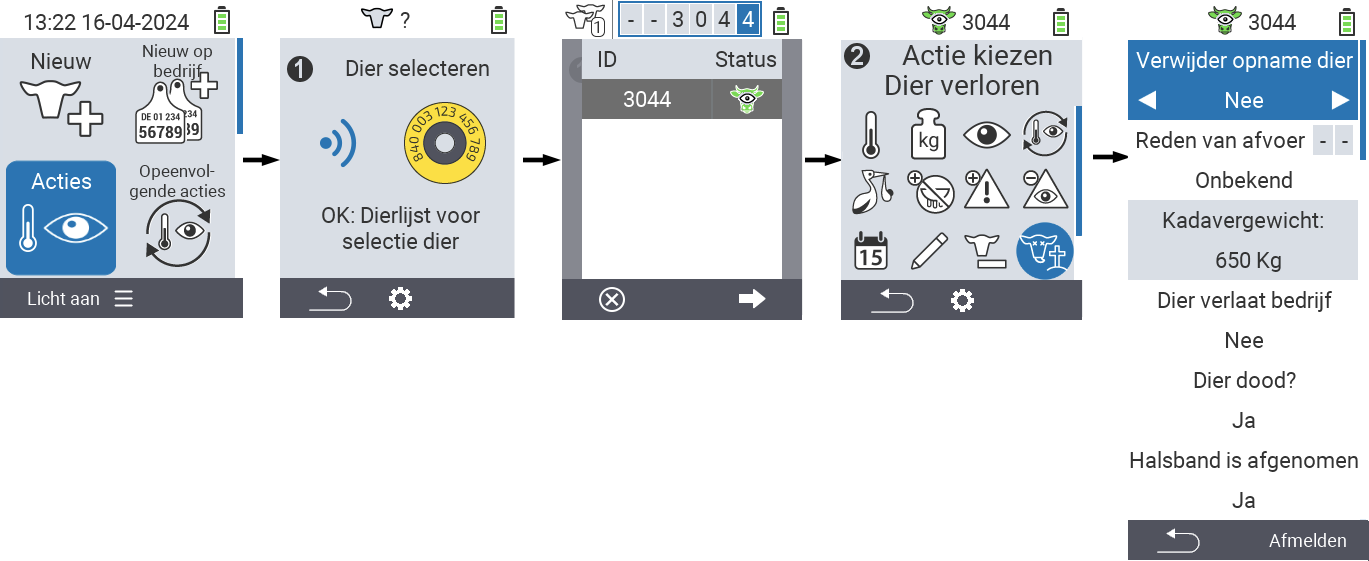 13:22 16-04-2024
Nieuw
Nieuw op
bedrijf
DE 01 234
56789
234
89
Acties
Opeenvol-
gende acties
Licht aan
?
1
Dier selecteren
840 003 123 456 789
OK: Dierlijst voor
selectie dier
1
- - 3 0 4 4
ID Status
3044
3044
2 Actie kiezen
Dier verloren
kg
15
3044
Verwijder opname dier
Nee
Reden van afvoer - -
Onbekend
Kadavergewicht:
650 Kg
Dier verlaat bedrijf
Nee
Dier dood?
Ja
Halsband is afgenomen
Ja
Afmelden